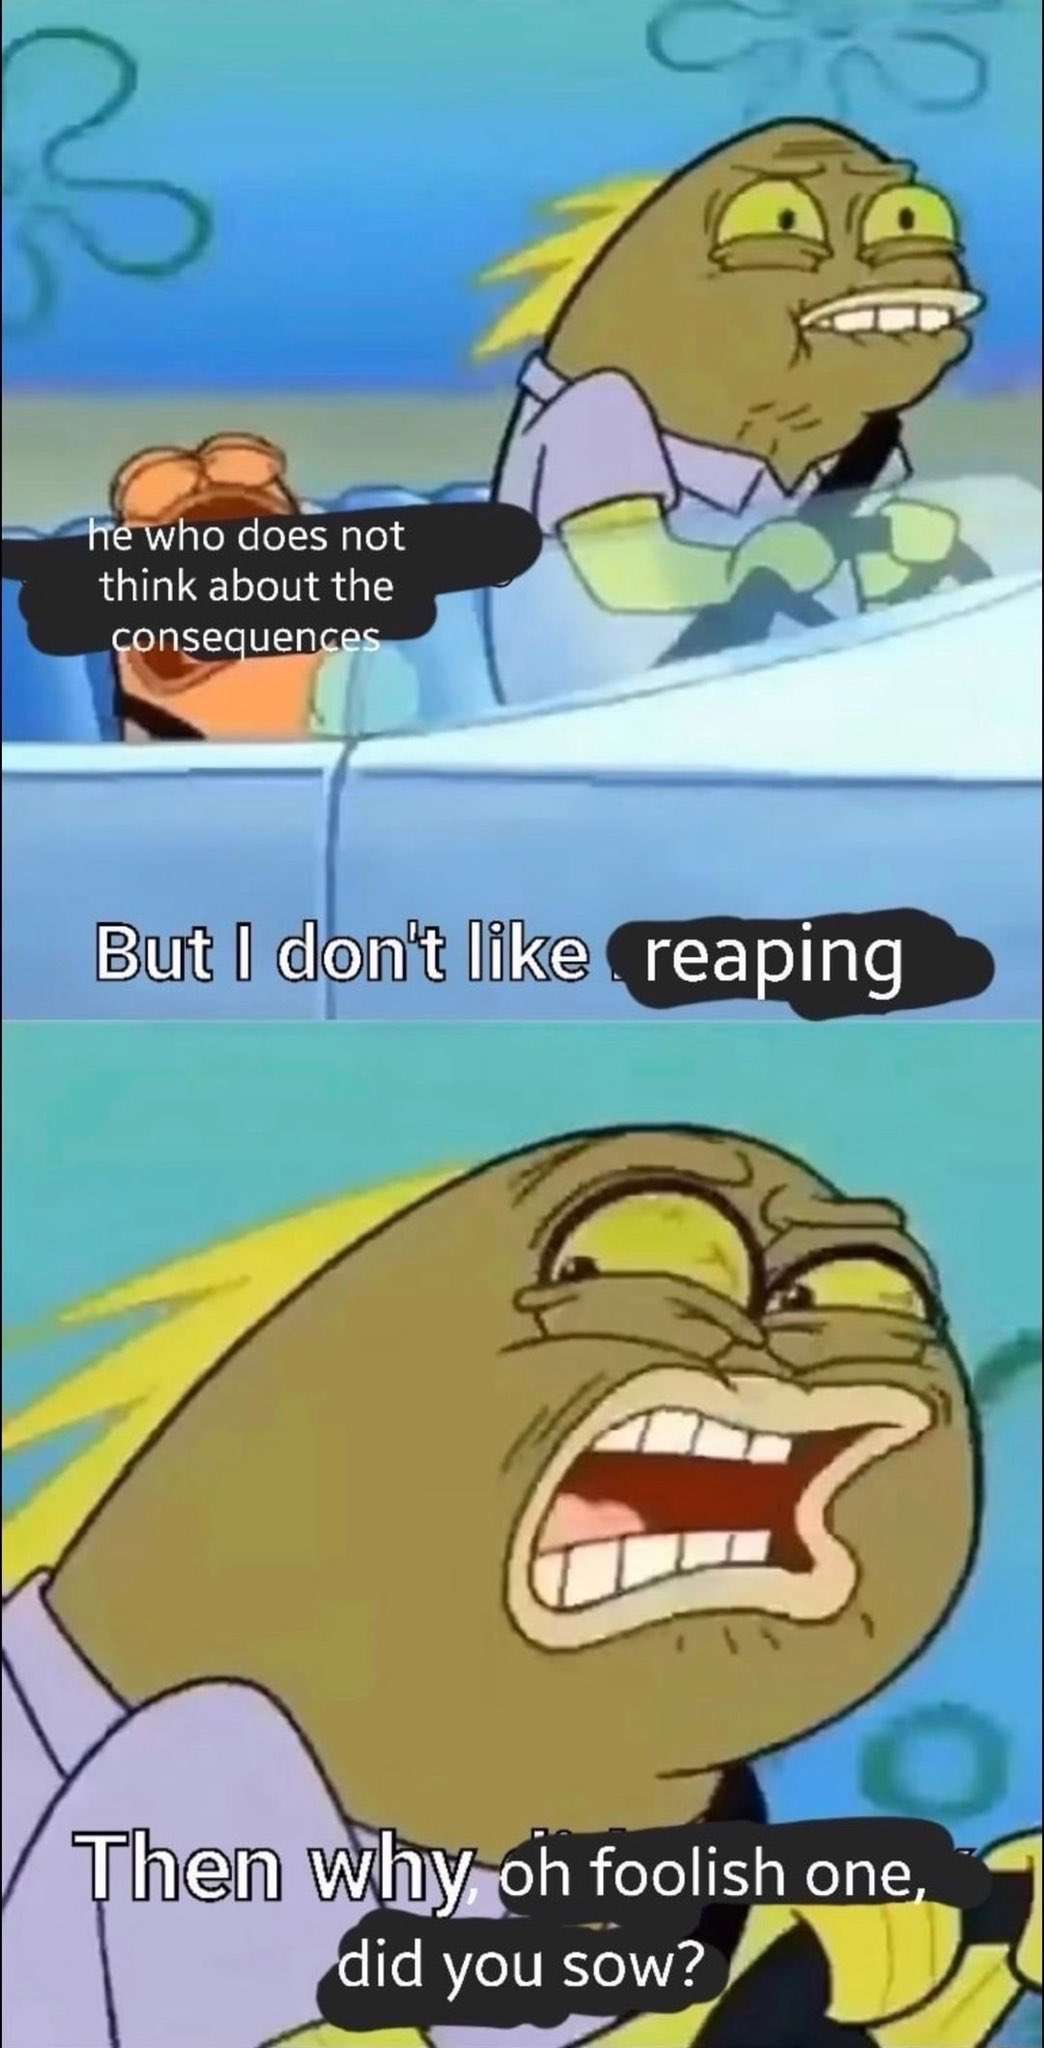 he who does not
think about the
consequences
But I don't like reaping
Then why, oh foolish one,
did you sow?